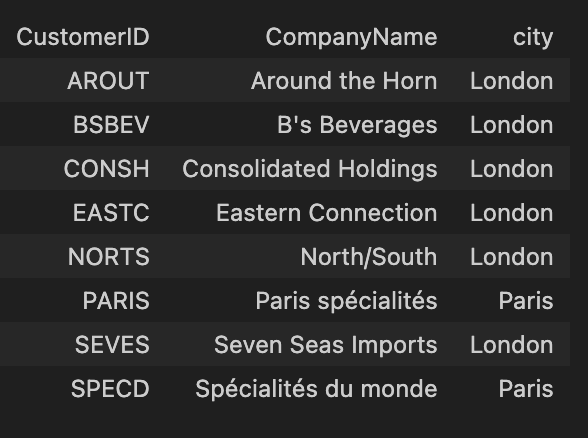 CustomerID CompanyName city
AROUT Around the Horn London
BSBEV B's Beverages London
CONSH Consolidated Holdings London
EASTC Eastern Connection London
NORTS North/South London
PARIS Paris spécialités Paris
SEVES Seven Seas Imports London
SPECD Spécialités du monde Paris